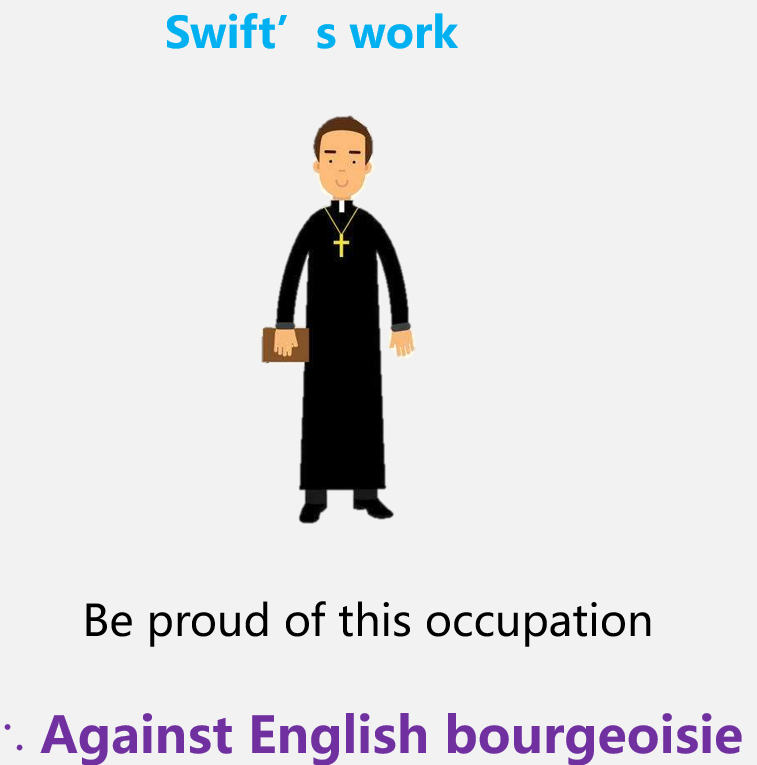 Swift’s work
Be proud of this occupation
∵ Against English bourgeoisie